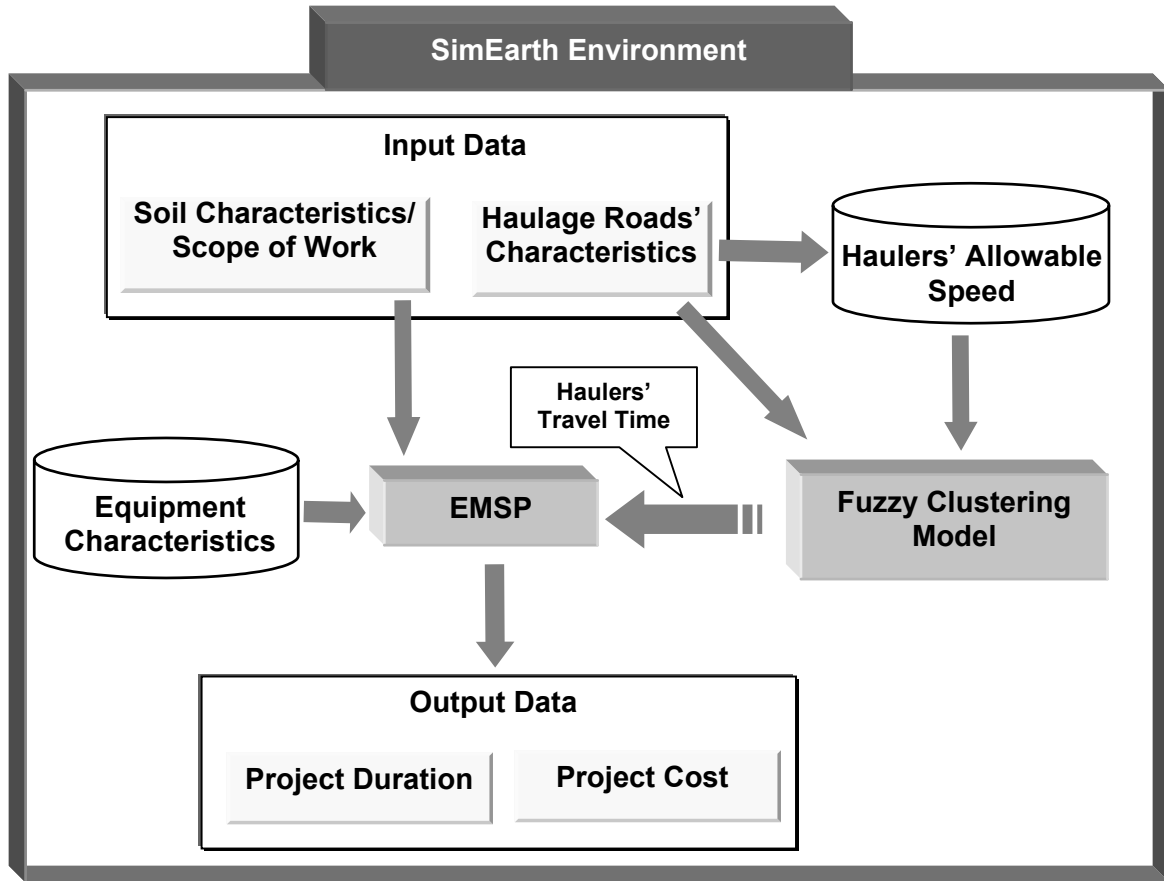 SimEarth Environment
Input Data
Soil Characteristics/
Scope of Work
Haulage Roads’
Characteristics
Haulers’ Allowable
Speed
Haulers’
Travel Time
Equipment
Characteristics
EMSP
Fuzzy Clustering
Model
Output Data
Project Duration
Project Cost